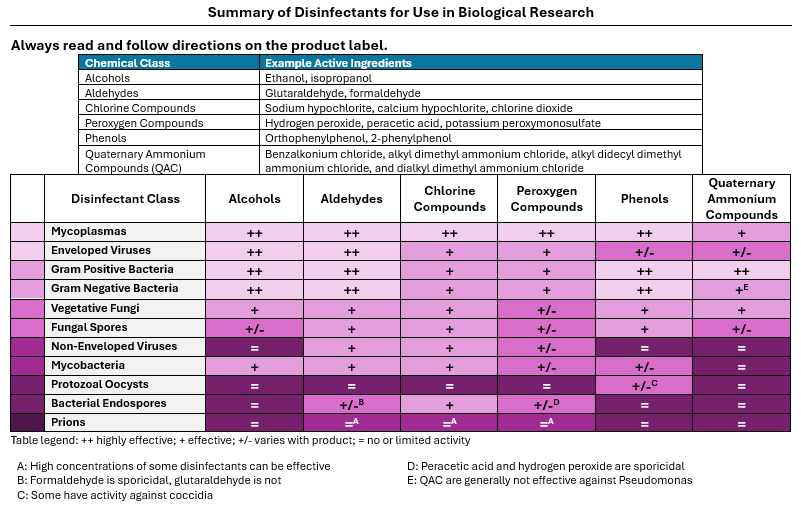 Summary of Disinfectants for Use in Biological Research
Always read and follow directions on the product label.
Chemical Class Example Active Ingredients
Alcohols Ethanol, isopropanol
Aldehydes Glutaraldehyde, formaldehyde
Chlorine Compounds Sodium hypochlorite, calcium hypochlorite, chlorine dioxide
Peroxygen Compounds Hydrogen peroxide, peracetic acid, potassium peroxymonosulfate
Phenols Orthophenylphenol, 2-phenylphenol
Quaternary Ammonium Benzalkonium chloride, alkyl dimethyl ammonium chloride, alkyl didecyl dimethyl
Compounds (QAC) ammonium chloride, and dialkyl dimethyl ammonium chloride
Disinfectant Class Alcohols Aldehydes Chlorine Compounds Peroxygen Compounds Phenols Quaternary Ammonium Compounds
Mycoplasmas ++ ++ ++ ++ ++ +
Enveloped Viruses ++ ++ + + +/- +/-
Gram Positive Bacteria ++ ++ + + ++ ++
Gram Negative Bacteria ++ ++ + + ++ +E
Vegetative Fungi + + + +/- + +
Fungal Spores +/- + + +/- + +/-
Non-Enveloped Viruses = + + +/- = =
Mycobacteria + + + +/- +/- =
Protozoal Oocysts = = = = +/-C =
Bacterial Endospores = +/-B + +/-D = =
Prions = =A =A =A = =
Table legend: ++ highly effective; + effective; +/- varies with product; = no or limited activity
A: High concentrations of some disinfectants can be effective
B: Formaldehyde is sporicidal, glutaraldehyde is not
C: Some have activity against coccidia
D: Peracetic acid and hydrogen peroxide are sporicidal
E: QAC are generally not effective against Pseudomonas